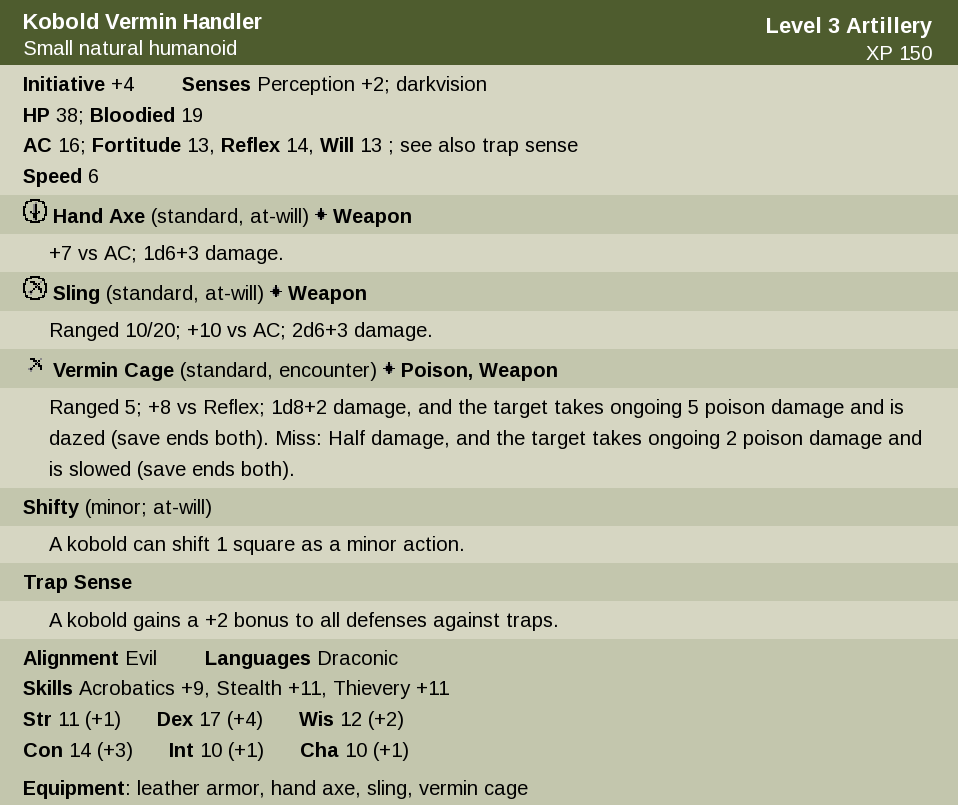 Kobold Vermin Handler
Level 3 Artillery
Small natural humanoid
XP 150
Initiative +4 Senses Perception +2; darkvision
HP 38; Bloodied 19
AC 16; Fortitude 13, Reflex 14, Will 13 ; see also trap sense
Speed 6
Hand Axe (standard, at-will) ✦ Weapon
+7 vs AC; 1d6+3 damage.
Sling (standard, at-will) ✦ Weapon
Ranged 10/20; +10 vs AC; 2d6+3 damage.
Vermin Cage (standard, encounter) ✦ Poison, Weapon
Ranged 5; +8 vs Reflex; 1d8+2 damage, and the target takes ongoing 5 poison damage and is
dazed (save ends both). Miss: Half damage, and the target takes ongoing 2 poison damage and
is slowed (save ends both).
Shifty (minor; at-will)
A kobold can shift 1 square as a minor action.
Trap Sense
A kobold gains a +2 bonus to all defenses against traps.
Alignment Evil Languages Draconic
Skills Acrobatics +9, Stealth +11, Thievery +11
Str 11 (+1) Dex 17 (+4) Wis 12 (+2)
Con 14 (+3) Int 10 (+1) Cha 10 (+1)
Equipment: leather armor, hand axe, sling, vermin cage